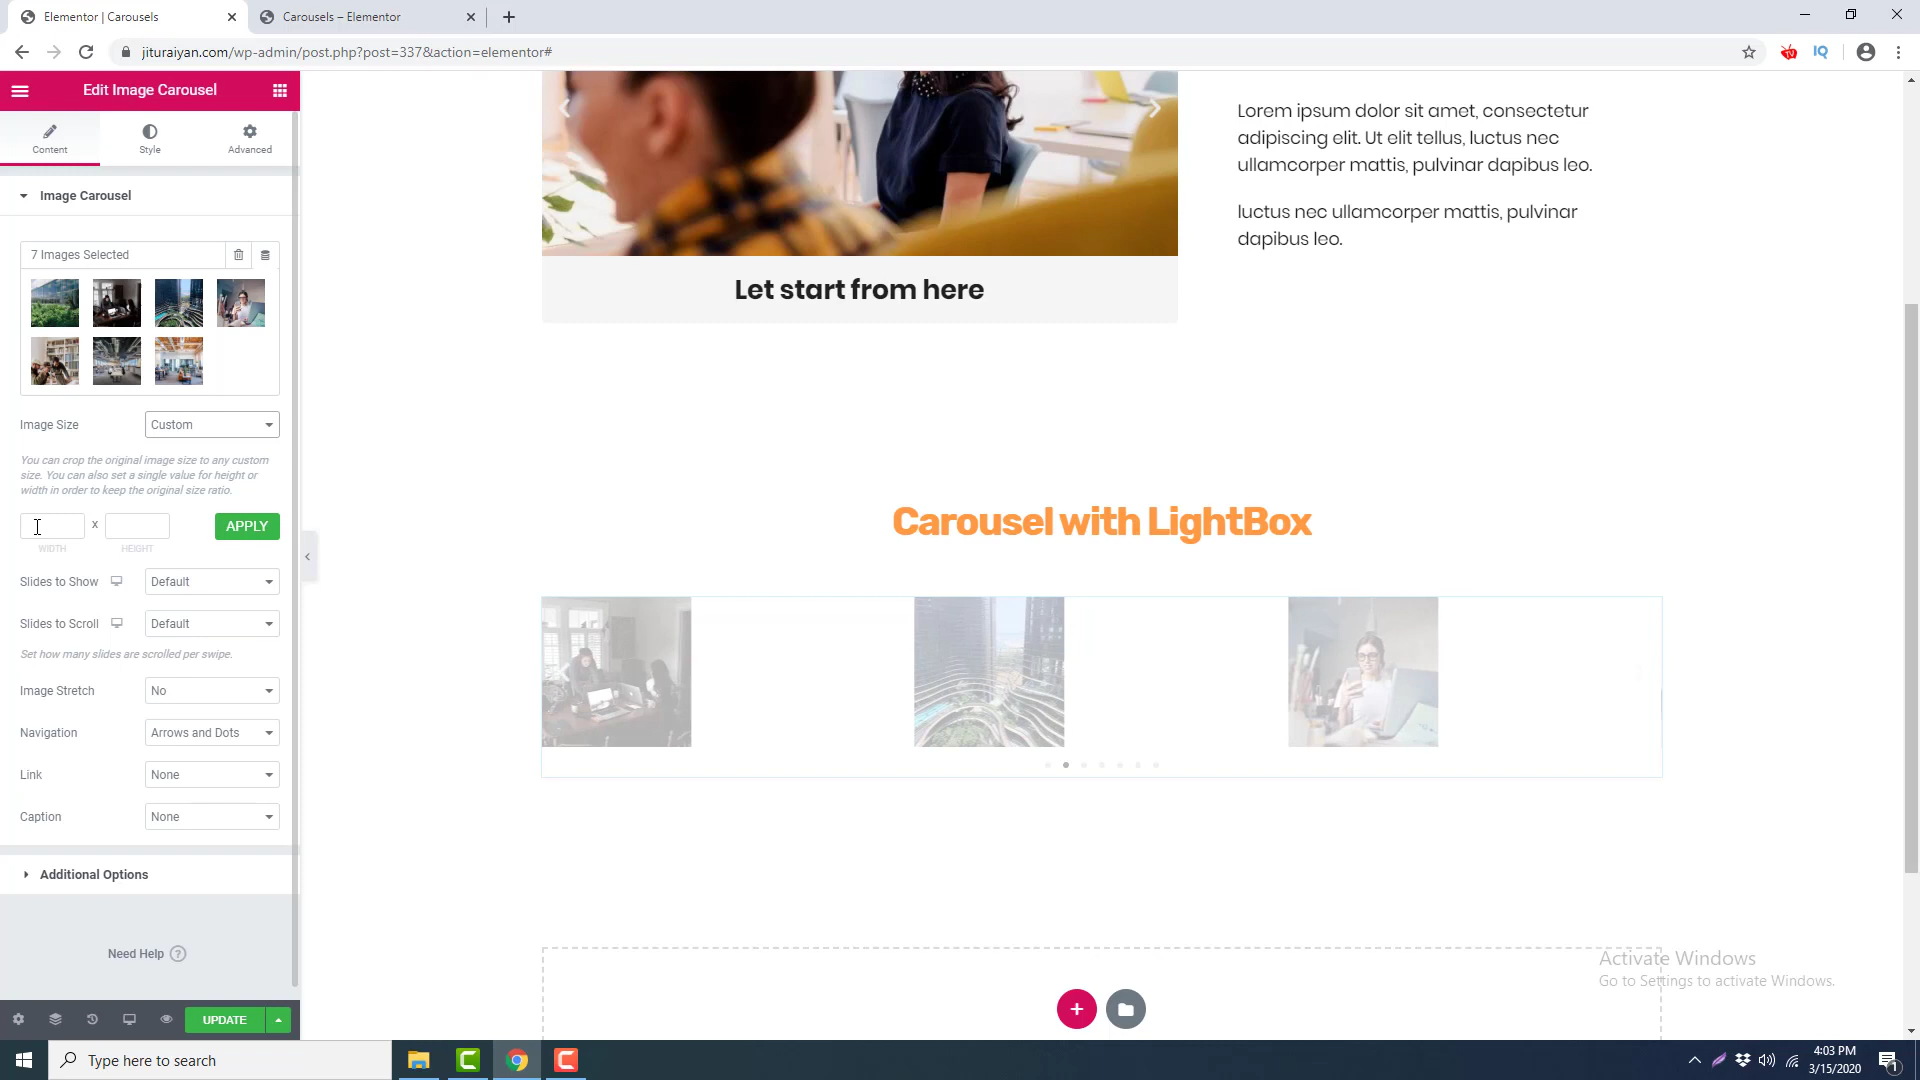 Elementor | Carousels
Carousels – Elementor
jituraiyan.com/wp-admin/post.php?post=337&action=elementor#
Edit Image Carousel
Content
Style
Advanced
Image Carousel
7 Images Selected
Image Size
Custom
You can crop the original image size to any custom
size. You can also set a single value for height or
width in order to keep the original size ratio.
x
APPLY
WIDTH
HEIGHT
Slides to Show
Default
Slides to Scroll
Default
Set how many slides are scrolled per swipe.
Image Stretch
No
Navigation
Arrows and Dots
Link
None
Caption
None
Additional Options
Need Help
UPDATE
Lorem ipsum dolor sit amet, consectetur
adipiscing elit. Ut elit tellus, luctus nec
ullamcorper mattis, pulvinar dapibus leo.
luctus nec ullamcorper mattis, pulvinar
dapibus leo.
Let start from here
Carousel with LightBox
Activate Windows
Go to Settings to activate Windows.
Type here to search
4:03 PM
3/15/2020
1